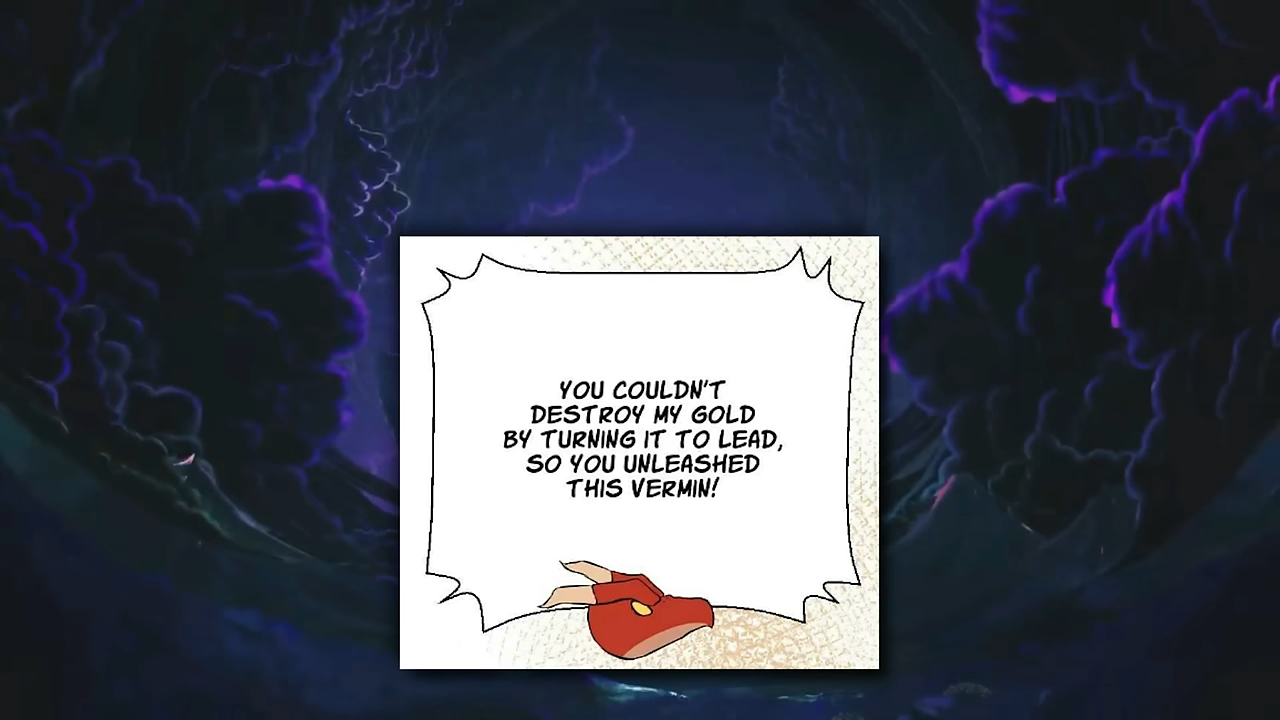 YOU COULDN'T
DESTROY MY GOLD
BY TURNING IT TO LEAD,
SO YOU UNLEASHED
THIS VERMIN!